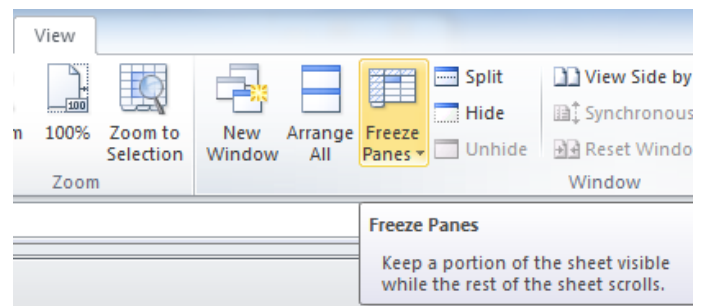 View
100
100%
Zoom to
Selection
Zoom
New
Window
Arrange
All
Freeze
Panes
Split
Hide
Unhide
View Side by
Synchronous
Reset Windo
Window
Freeze Panes
Keep a portion of the sheet visible
while the rest of the sheet scrolls.